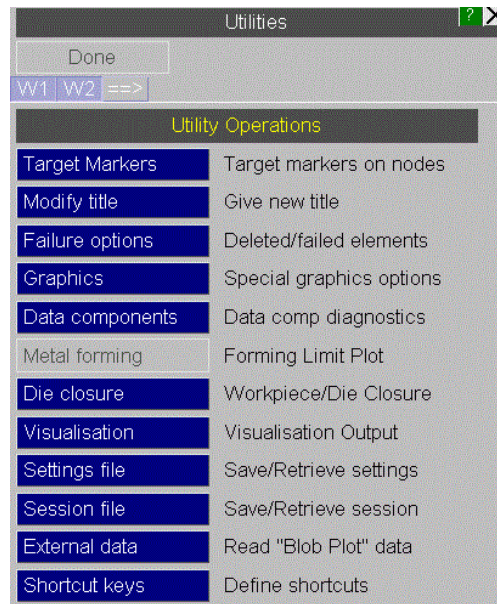 Utilities ? X
Done
W1 W2 ==>
Utility Operations
Target Markers Target markers on nodes
Modify title Give new title
Failure options Deleted/failed elements
Graphics Special graphics options
Data components Data comp diagnostics
Metal forming Forming Limit Plot
Die closure Workpiece/Die Closure
Visualisation Visualisation Output
Settings file Save/Retrieve settings
Session file Save/Retrieve session
External data Read "Blob Plot" data
Shortcut keys Define shortcuts